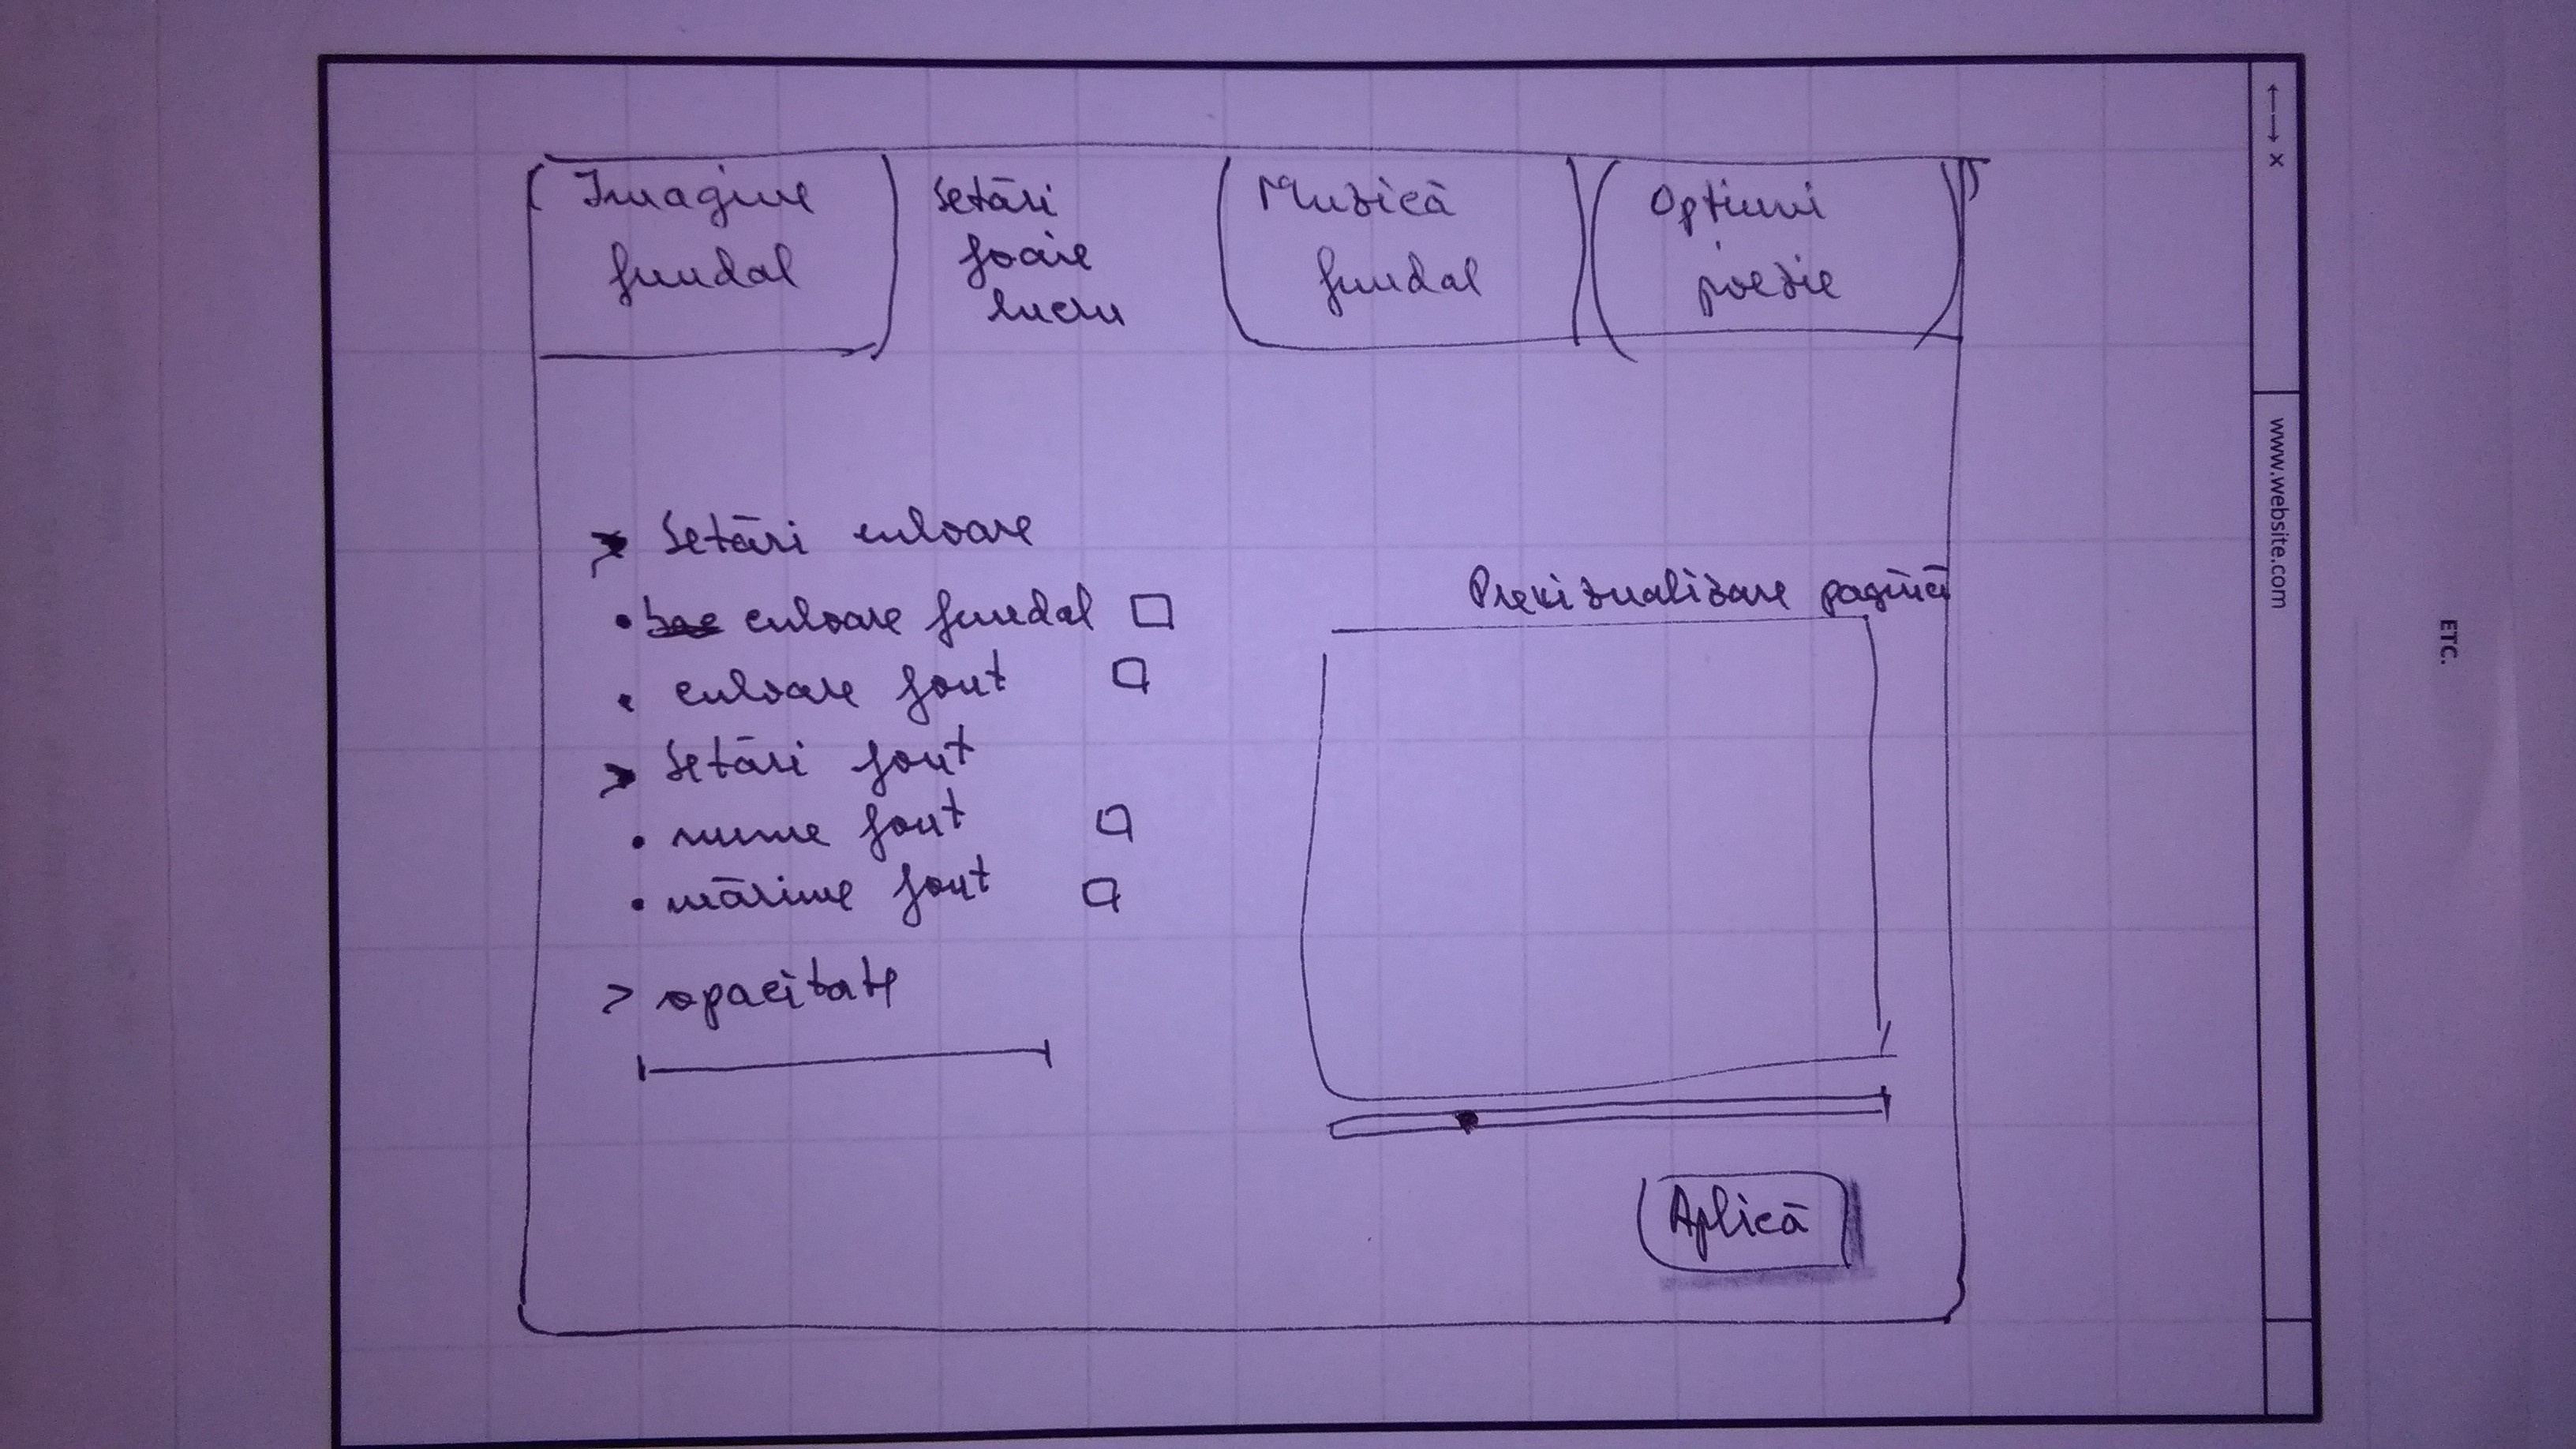 Imagine
fundal
Setări
foaie
lucru
Muzică
fundal
Opțiuni
poezie
> Setări culoare
• culoare fundal
• culoare font
> Setări font
• nume font
• mărime font
> opacitate
Previzualizare pagină
Aplică
← → x
www.website.com
ETC.